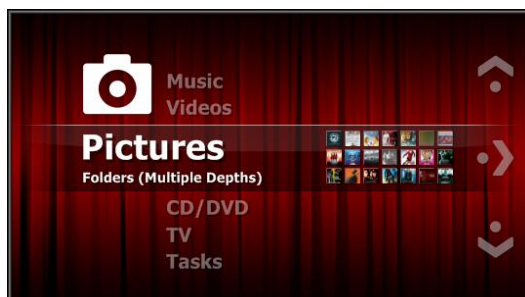 Music
Videos
Pictures
Folders (Multiple Depths)
CD/DVD
TV
Tasks